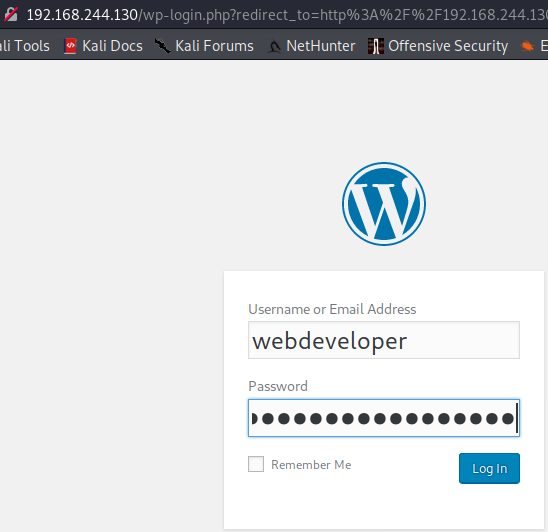 192.168.244.130/wp-login.php?redirect_to=http%3A%2F%2F192.168.244.130
ali Tools Kali Docs Kali Forums NetHunter Offensive Security E
Username or Email Address
webdeveloper
Password
Remember Me
Log In